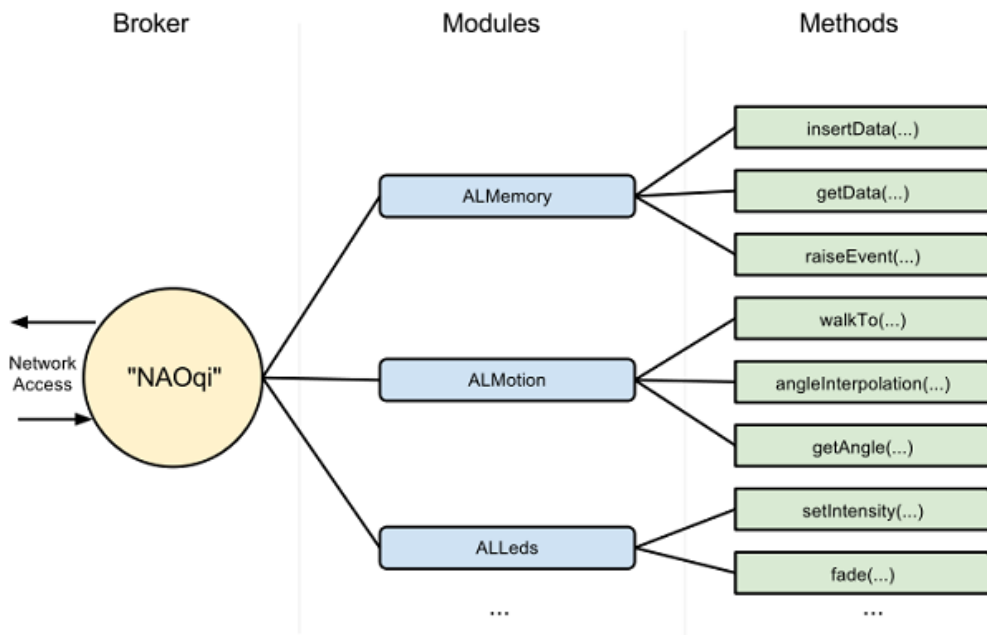 Broker
Modules
Methods
insertData(...)
ALMemory
getData(...)
raiseEvent(...)
walkTo(...)
Network
Access
"NAOqi"
ALMotion
angleInterpolation(...)
getAngle(...)
setIntensity(...)
ALLeds
fade(...)
...
...